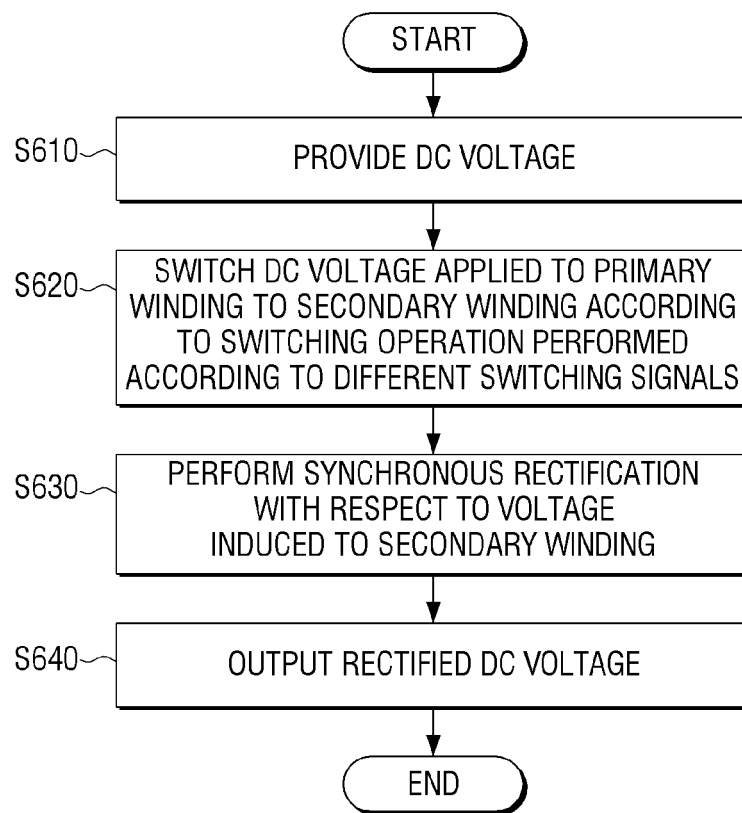 START
S610
PROVIDE DC VOLTAGE
S620
SWITCH DC VOLTAGE APPLIED TO PRIMARY
WINDING TO SECONDARY WINDING ACCORDING
TO SWITCHING OPERATION PERFORMED
ACCORDING TO DIFFERENT SWITCHING SIGNALS
S630
PERFORM SYNCHRONOUS RECTIFICATION
WITH RESPECT TO VOLTAGE
INDUCED TO SECONDARY WINDING
S640
OUTPUT RECTIFIED DC VOLTAGE
END